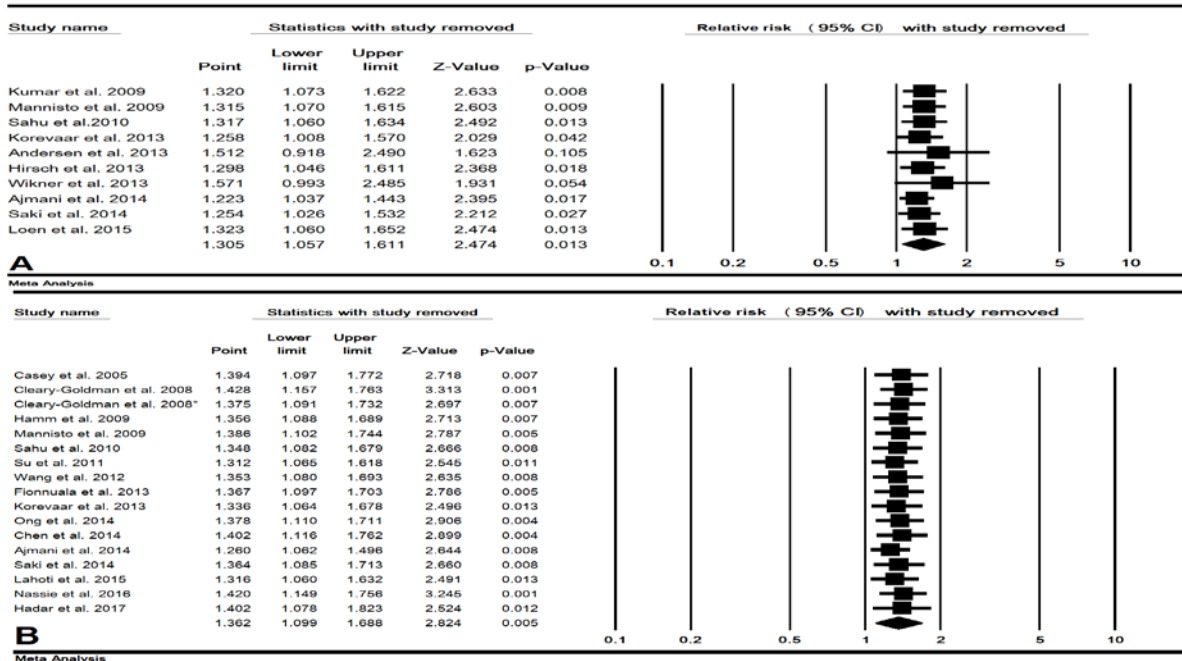 Study name Statistics with study removed Relative risk (95% CI) with study removed
Lower Upper
Point limit limit Z-Value p-Value
Kumar et al. 2009 1.320 1.073 1.622 2.633 0.008
Mannisto et al. 2009 1.315 1.070 1.615 2.603 0.009
Sahu et al.2010 1.317 1.060 1.634 2.492 0.013
Korevaar et al. 2013 1.258 1.008 1.570 2.029 0.042
Andersen et al. 2013 1.512 0.918 2.490 1.623 0.105
Hirsch et al. 2013 1.298 1.046 1.611 2.368 0.018
Wikner et al. 2013 1.571 0.993 2.485 1.931 0.054
Ajmani et al. 2014 1.223 1.037 1.443 2.395 0.017
Saki et al. 2014 1.254 1.026 1.532 2.212 0.027
Loen et al. 2015 1.323 1.060 1.652 2.474 0.013
1.305 1.057 1.611 2.474 0.013
A 0.1 0.2 0.5 1 2 5 10
Meta Analysis
Study name Statistics with study removed Relative risk (95% CI) with study removed
Lower Upper
Point limit limit Z-Value p-Value
Casey et al. 2005 1.394 1.097 1.772 2.718 0.007
Cleary-Goldman et al. 2008 1.428 1.157 1.763 3.313 0.001
Cleary-Goldman et al. 2008" 1.375 1.091 1.732 2.697 0.007
Hamm et al. 2009 1.356 1.088 1.689 2.713 0.007
Mannisto et al. 2009 1.386 1.102 1.744 2.787 0.005
Sahu et al. 2010 1.348 1.082 1.679 2.666 0.008
Su et al. 2011 1.312 1.065 1.618 2.545 0.011
Wang et al. 2012 1.353 1.080 1.693 2.635 0.008
Fionnuala et al. 2013 1.367 1.097 1.703 2.786 0.005
Korevaar et al. 2013 1.336 1.064 1.678 2.496 0.013
Ong et al. 2014 1.378 1.110 1.711 2.906 0.004
Chen et al. 2014 1.402 1.116 1.762 2.899 0.004
Ajmani et al. 2014 1.260 1.062 1.496 2.644 0.008
Saki et al. 2014 1.364 1.085 1.713 2.660 0.008
Lahoti et al. 2015 1.316 1.060 1.632 2.491 0.013
Nassie et al. 2016 1.420 1.149 1.756 3.245 0.001
Hadar et al. 2017 1.402 1.078 1.823 2.524 0.012
1.362 1.099 1.688 2.824 0.005
B 0.1 0.2 0.5 1 2 5 10
Meta Analysis